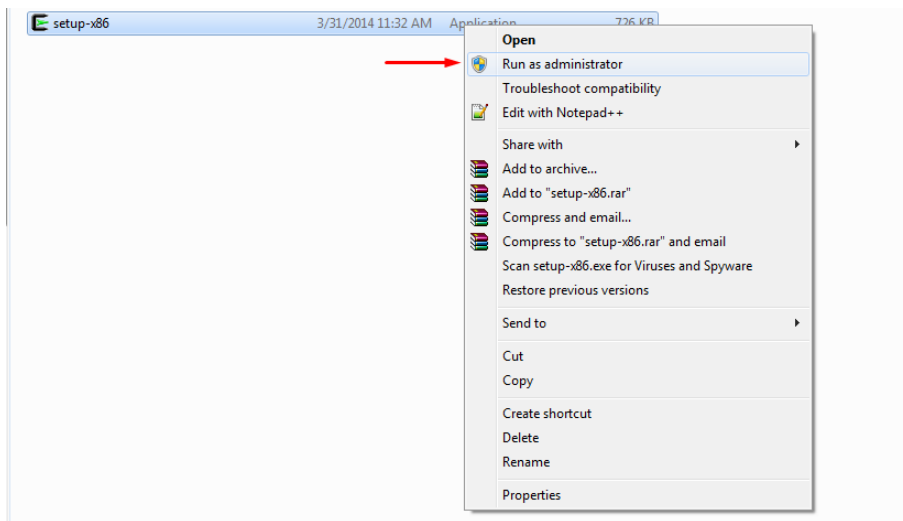 setup-x86 3/31/2014 11:32 AM Application 726 KB
Open
Run as administrator
Troubleshoot compatibility
Edit with Notepad++
Share with
Add to archive...
Add to "setup-x86.rar"
Compress and email...
Compress to "setup-x86.rar" and email
Scan setup-x86.exe for Viruses and Spyware
Restore previous versions
Send to
Cut
Copy
Create shortcut
Delete
Rename
Properties